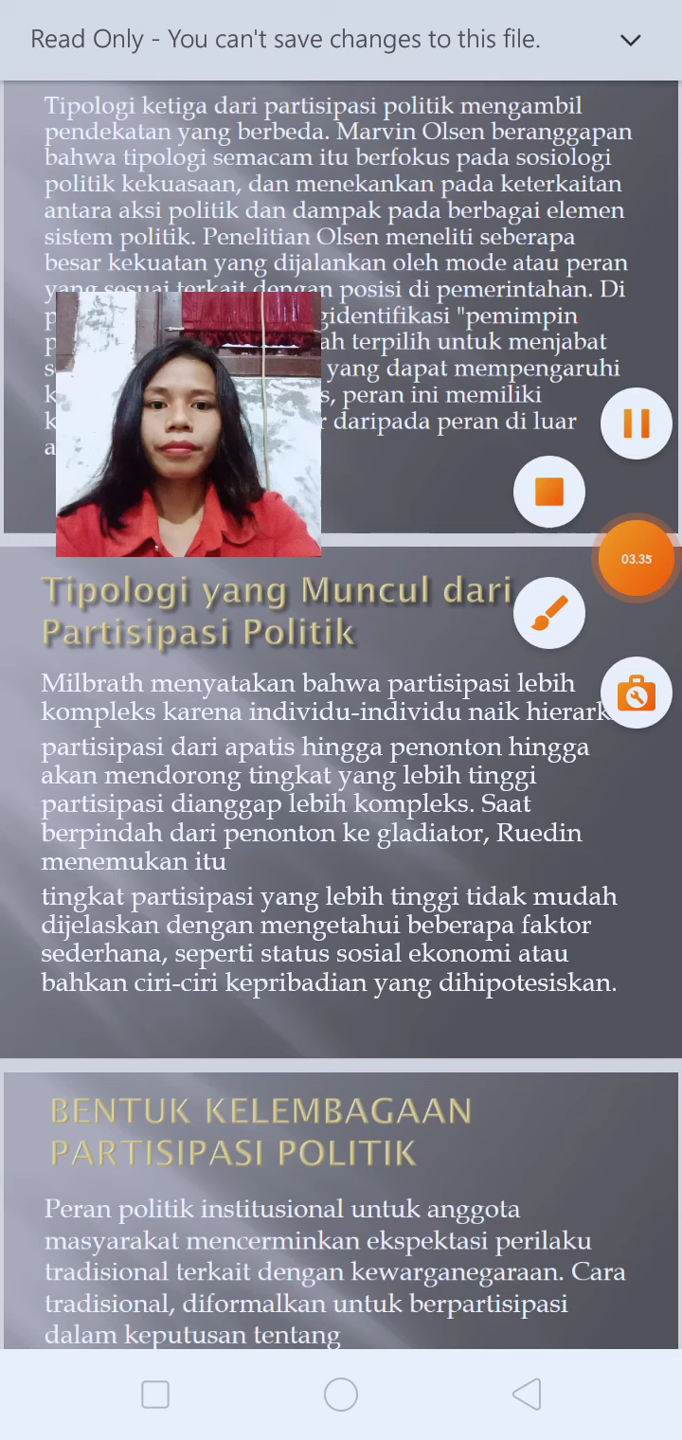 Read Only - You can't save changes to this file.
Tipologi ketiga dari partisipasi politik mengambil
pendekatan yang berbeda. Marvin Olsen beranggapan
bahwa tipologi semacam itu berfokus pada sosiologi
politik kekuasaan, dan menekankan pada keterkaitan
antara aksi politik dan dampak pada berbagai elemen
sistem politik. Penelitian Olsen meneliti seberapa
besar kekuatan yang dijalankan oleh mode atau peran
yang sesuai terkait dengan posisi di pemerintahan. Di
"pemimpin
terpilih untuk menjabat
yang dapat mempengaruhi
peran ini memiliki
daripada peran di luar
03.35
Tipologi yang Muncul dari
Partisipasi Politik
Milbrath menyatakan bahwa partisipasi lebih
kompleks karena individu-individu naik
partisipasi dari apatis hingga penonton hingga
akan mendorong tingkat yang lebih tinggi
partisipasi dianggap lebih kompleks. Saat
berpindah dari penonton ke gladiator, Ruedin
menemukan itu
tingkat partisipasi yang lebih tinggi tidak mudah
dijelaskan dengan mengetahui beberapa faktor
sederhana, seperti status sosial ekonomi atau
bahkan ciri-ciri kepribadian yang dihipotesiskan.
BENTUK KELEMBAGAAN
PARTISIPASI POLITIK
Peran politik institusional untuk anggota
masyarakat mencerminkan ekspektasi perilaku
tradisional terkait dengan kewarganegaraan. Cara
tradisional, diformalkan untuk berpartisipasi
dalam keputusan tentang